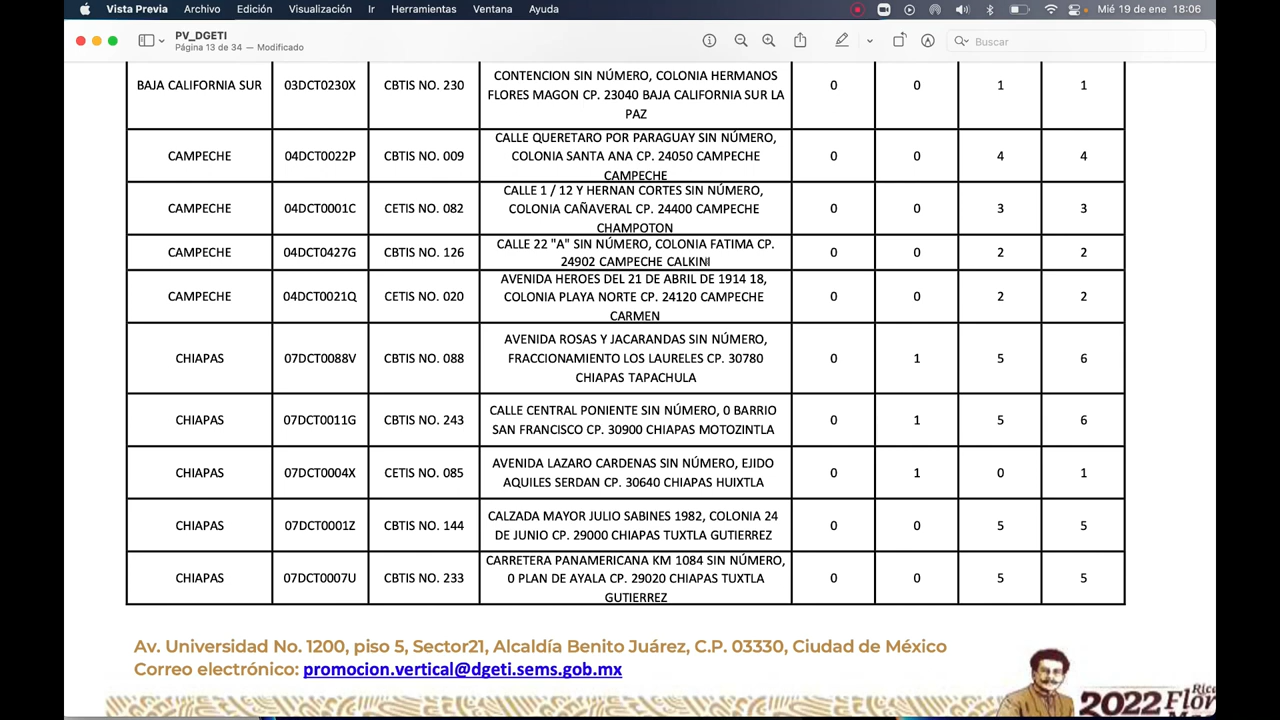 Vista Previa Archivo Edición Visualización Ir Herramientas Ventana Ayuda Mié 19 de ene 18:06
PV_DGETI
Página 13 de 34 — Modificado
Buscar
BAJA CALIFORNIA SUR 03DCT0230X CBTIS NO. 230 CONTENCION SIN NÚMERO, COLONIA HERMANOS
FLORES MAGON CP. 23040 BAJA CALIFORNIA SUR LA
PAZ 0 0 1 1
CAMPECHE 04DCT0022P CBTIS NO. 009 CALLE QUERETARO POR PARAGUAY SIN NÚMERO,
COLONIA SANTA ANA CP. 24050 CAMPECHE
CAMPECHE 0 0 4 4
CAMPECHE 04DCT0001C CETIS NO. 082 CALLE 1 / 12 Y HERNAN CORTES SIN NÚMERO,
COLONIA CAÑAVERAL CP. 24400 CAMPECHE
CHAMPOTON 0 0 3 3
CAMPECHE 04DCT0427G CBTIS NO. 126 CALLE 22 "A" SIN NÚMERO, COLONIA FATIMA CP.
24902 CAMPECHE CALKINI 0 0 2 2
CAMPECHE 04DCT0021Q CETIS NO. 020 AVENIDA HEROES DEL 21 DE ABRIL DE 1914 18,
COLONIA PLAYA NORTE CP. 24120 CAMPECHE
CARMEN 0 0 2 2
CHIAPAS 07DCT0088V CBTIS NO. 088 AVENIDA ROSAS Y JACARANDAS SIN NÚMERO,
FRACCIONAMIENTO LOS LAURELES CP. 30780
CHIAPAS TAPACHULA 0 1 5 6
CHIAPAS 07DCT0011G CBTIS NO. 243 CALLE CENTRAL PONIENTE SIN NÚMERO, 0 BARRIO
SAN FRANCISCO CP. 30900 CHIAPAS MOTOZINTLA 0 1 5 6
CHIAPAS 07DCT0004X CETIS NO. 085 AVENIDA LAZARO CARDENAS SIN NÚMERO, EJIDO
AQUILES SERDAN CP. 30640 CHIAPAS HUIXTLA 0 1 0 1
CHIAPAS 07DCT0001Z CBTIS NO. 144 CALZADA MAYOR JULIO SABINES 1982, COLONIA 24
DE JUNIO CP. 29000 CHIAPAS TUXTLA GUTIERREZ 0 0 5 5
CHIAPAS 07DCT0007U CBTIS NO. 233 CARRETERA PANAMERICANA KM 1084 SIN NÚMERO,
0 PLAN DE AYALA CP. 29020 CHIAPAS TUXTLA
GUTIERREZ 0 0 5 5
Av. Universidad No. 1200, piso 5, Sector21, Alcaldía Benito Juárez, C.P. 03330, Ciudad de México
Correo electrónico: promocion.vertical@dgeti.sems.gob.mx
2022